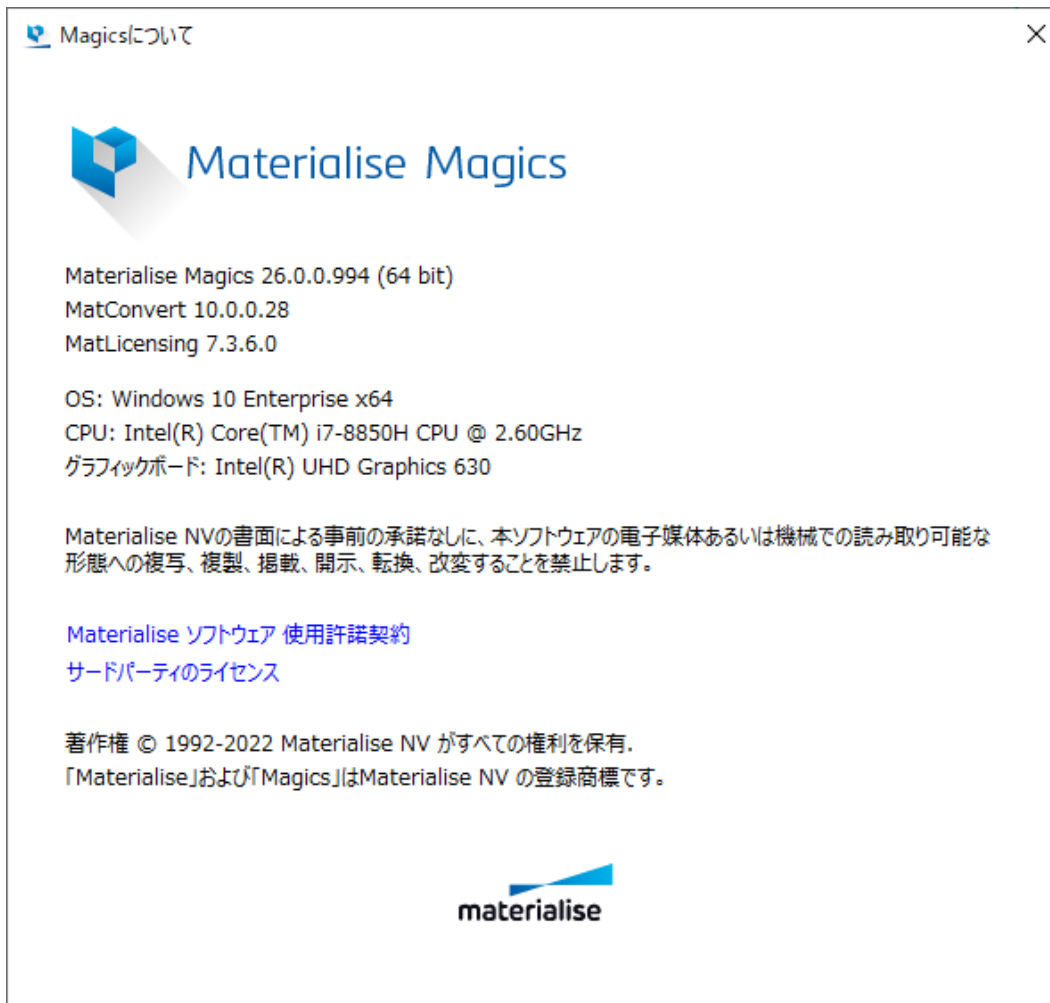 Magicsについて
Materialise Magics
Materialise Magics 26.0.0.994 (64 bit)
MatConvert 10.0.0.28
MatLicensing 7.3.6.0
OS: Windows 10 Enterprise x64
CPU: Intel(R) Core(TM) i7-8850H CPU @ 2.60GHz
グラフィックボード: Intel(R) UHD Graphics 630
Materialise NVの書面による事前の承諾なしに、本ソフトウェアの電子媒体あるいは機械での読み取り可能な
形態への複写、複製、掲載、開示、転換、改変することを禁止します。
Materialise ソフトウェア 使用許諾契約
サードパーティのライセンス
著作権 © 1992-2022 Materialise NV がすべての権利を保有.
「Materialise」および「Magics」はMaterialise NV の登録商標です。
materialise